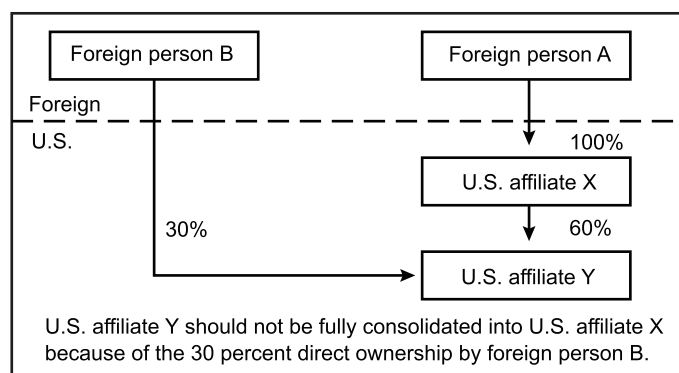 Foreign person B
Foreign person A
Foreign
U.S.
100%
U.S. affiliate X
30%
60%
U.S. affiliate Y
U.S. affiliate Y should not be fully consolidated into U.S. affiliate X
because of the 30 percent direct ownership by foreign person B.